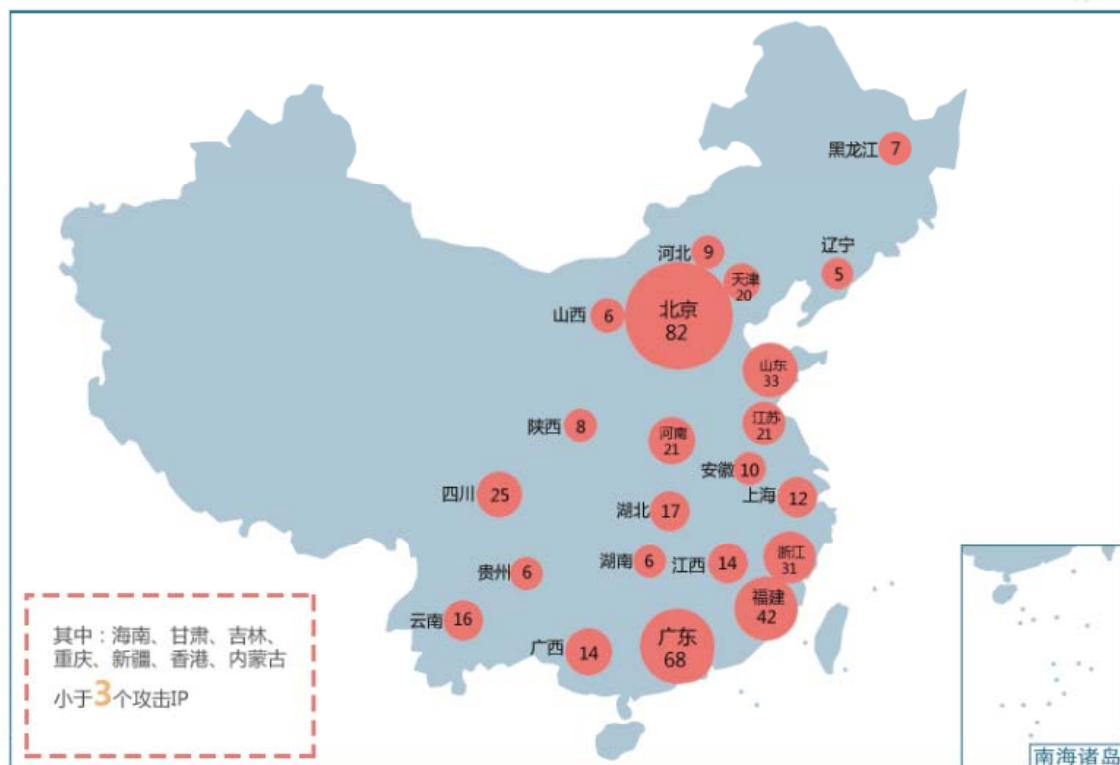 黑龙江 7
辽宁
5
河北 9
天津
20
北京
82
山西 6
山东
33
陕西 8
江苏
21
河南
21
安徽 10
四川 25
上海 12
湖北 17
浙江
31
湖南 6
江西 14
贵州 6
福建
42
云南 16
广东
68
广西 14
其中：海南、甘肃、吉林、
重庆、新疆、香港、内蒙古
小于3个攻击IP
南海诸岛